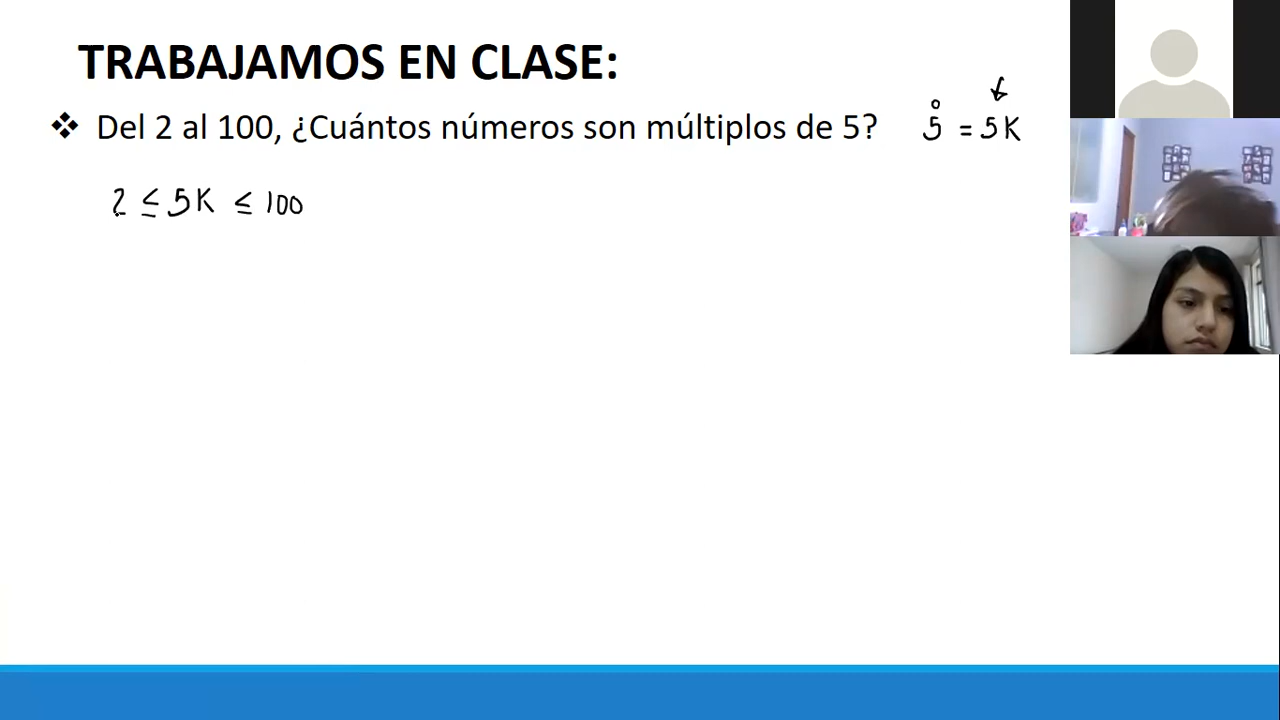 TRABAJAMOS EN CLASE:
❖ Del 2 al 100, ¿Cuántos números son múltiplos de 5? 5̊ = 5K
2 ≤ 5K ≤ 100